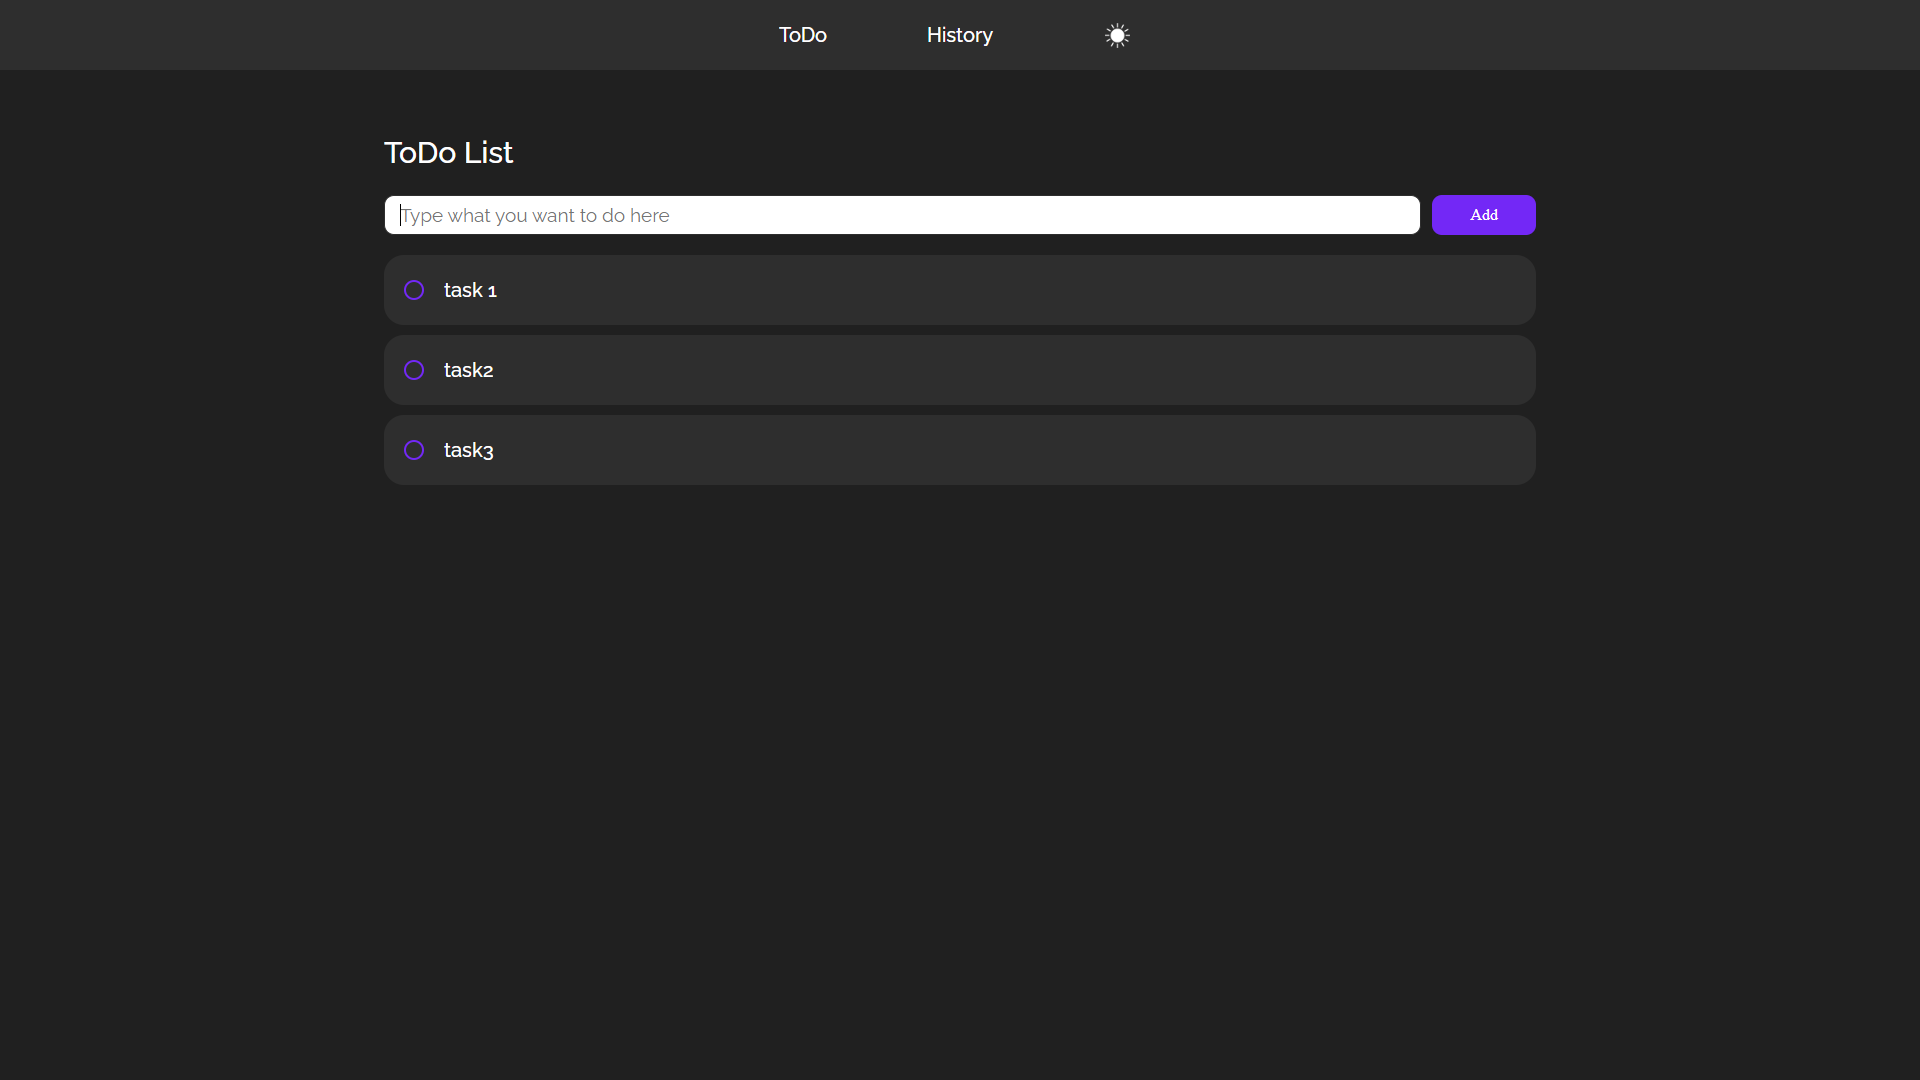 ToDo History
ToDo List
Type what you want to do here Add
task 1
task2
task3